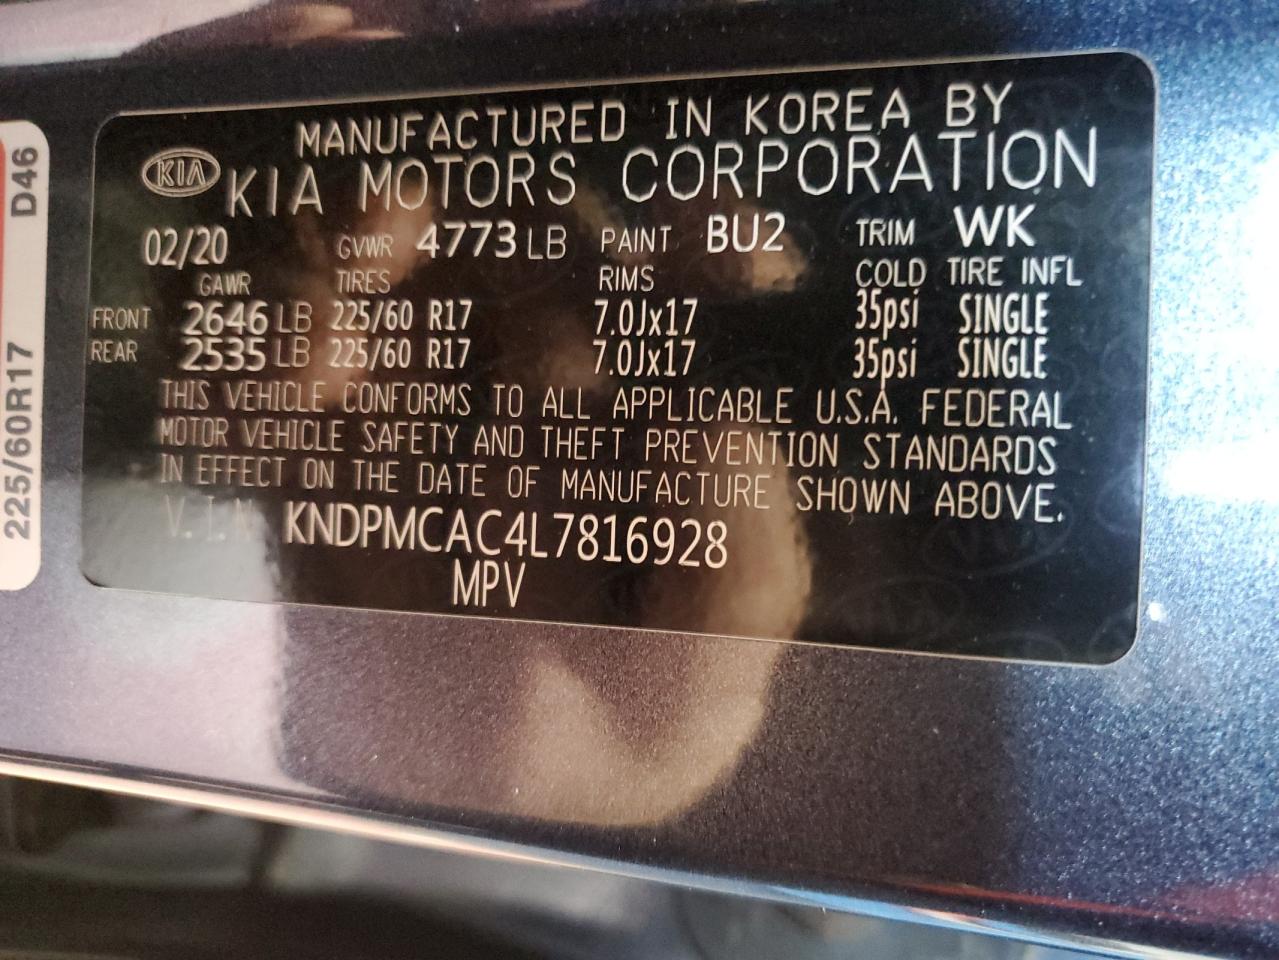 MANUFACTURED IN KOREA BY
KIA KIA MOTORS CORPORATION
02/20 GVWR 4773 LB PAINT BU2 TRIM WK
GAWR TIRES RIMS COLD TIRE INFL
FRONT 2646 LB 225/60 R17 7.0Jx17 35psi SINGLE
REAR 2535 LB 225/60 R17 7.0Jx17 35psi SINGLE
THIS VEHICLE CONFORMS TO ALL APPLICABLE U.S.A. FEDERAL
MOTOR VEHICLE SAFETY AND THEFT PREVENTION STANDARDS
IN EFFECT ON THE DATE OF MANUFACTURE SHOWN ABOVE.
V.I.N KNDPMCAC4L7816928
MPV
225/60R17 D46